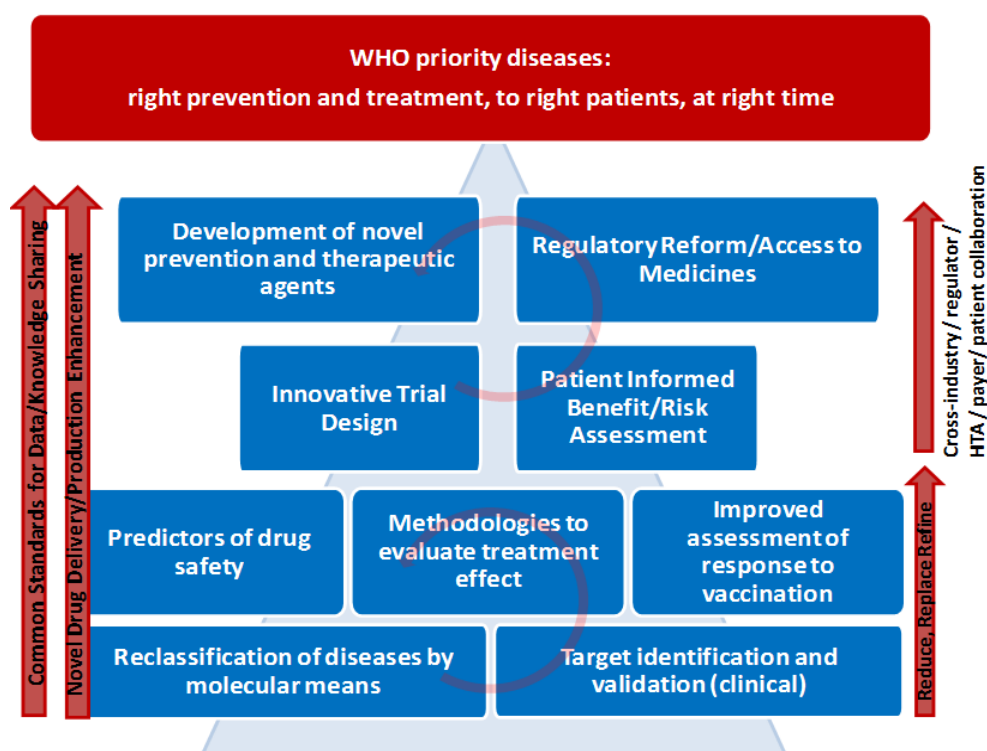 WHO priority diseases:
right prevention and treatment, to right patients, at right time
Common Standards for Data/Knowledge Sharing
Novel Drug Delivery/Production Enhancement
Development of novel
prevention and therapeutic
agents
Regulatory Reform/Access to
Medicines
Cross-industry / regulator /
HTA / payer/ patient collaboration
Innovative Trial
Design
Patient Informed
Benefit/Risk
Assessment
Predictors of drug
safety
Methodologies to
evaluate treatment
effect
Improved
assessment of
response to
vaccination
Reduce, Replace Refine
Reclassification of diseases by
molecular means
Target identification and
validation (clinical)